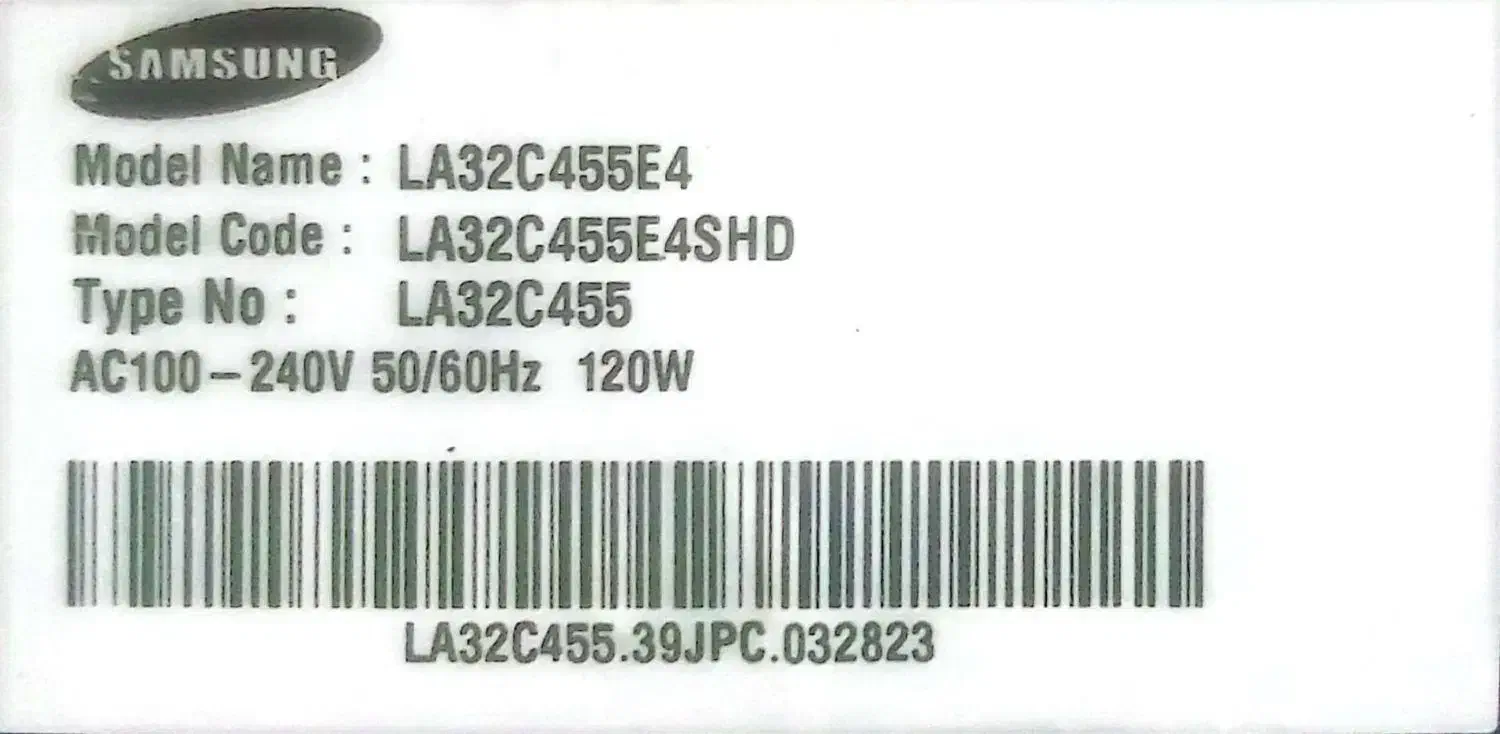 SAMSUNG
Model Name : LA32C455E4
Model Code : LA32C455E4SHD
Type No : LA32C455
AC100-240V 50/60Hz 120W
LA32C455.39JPC.032823